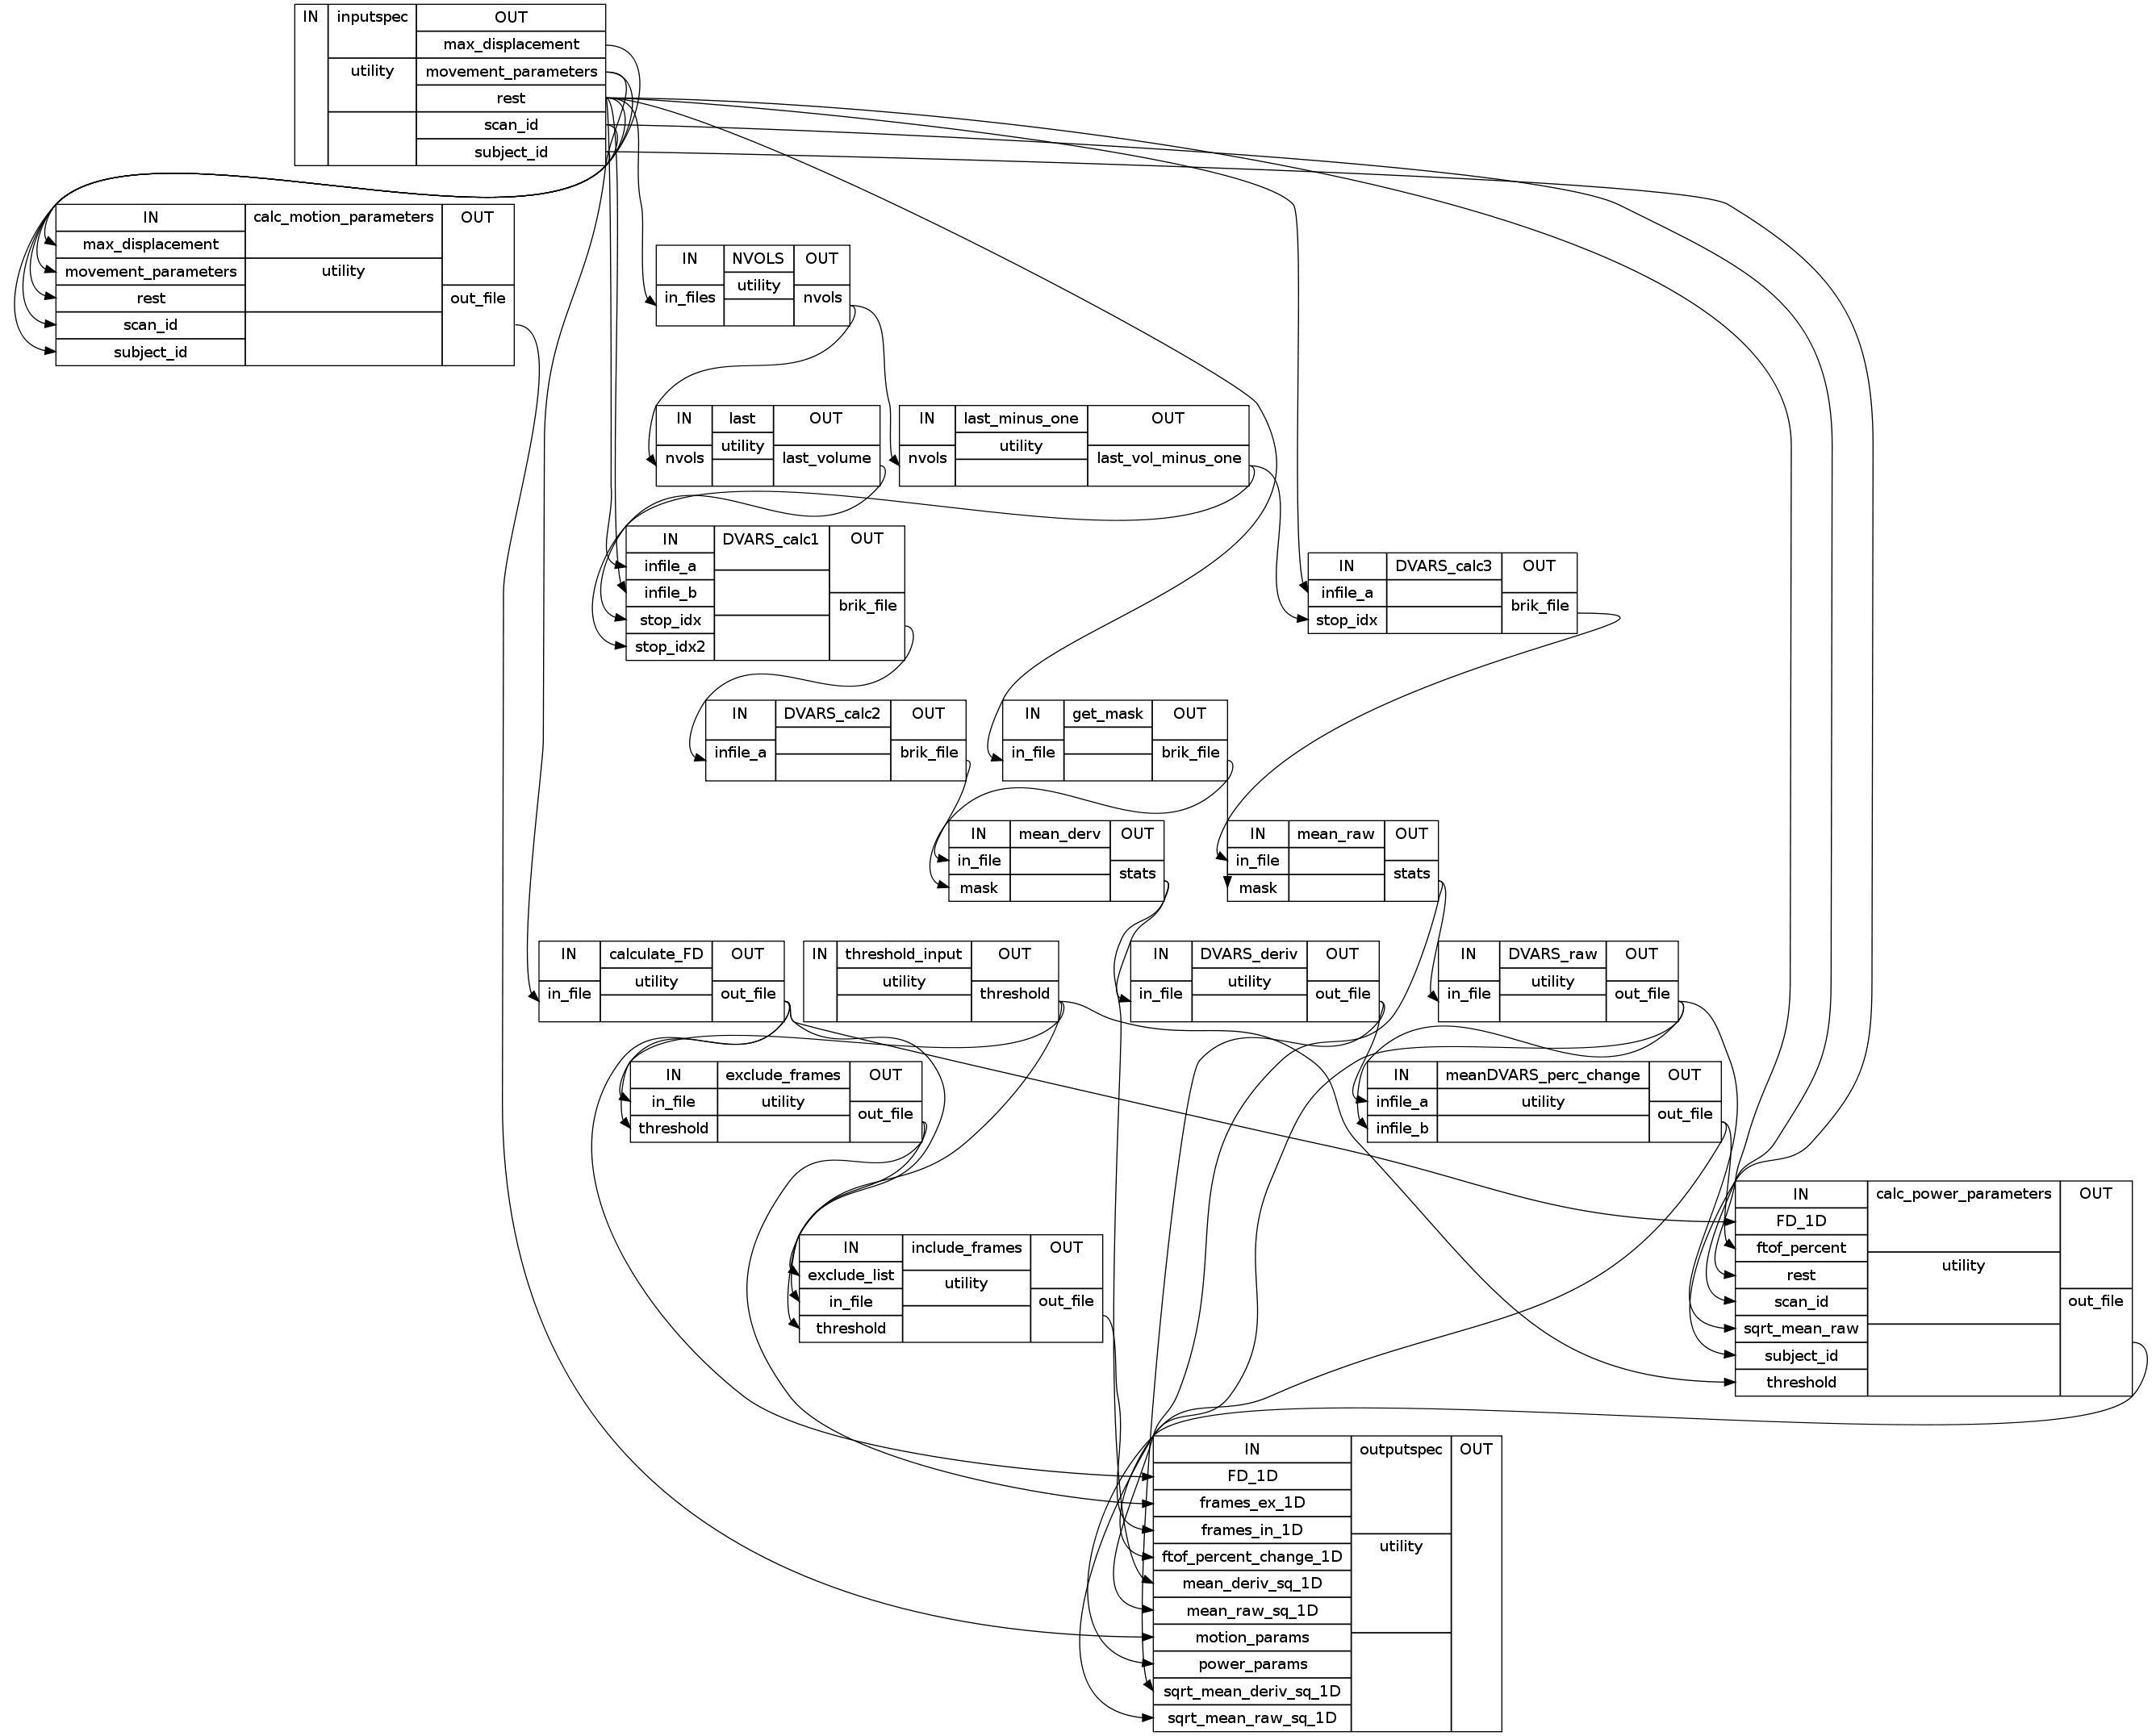 IN
inputspec
utility
OUT
max_displacement
movement_parameters
rest
scan_id
subject_id
IN
max_displacement
movement_parameters
rest
scan_id
subject_id
calc_motion_parameters
utility
OUT
out_file
IN
in_files
NVOLS
utility
OUT
nvols
IN
nvols
last
utility
OUT
last_volume
IN
nvols
last_minus_one
utility
OUT
last_vol_minus_one
IN
infile_a
infile_b
stop_idx
stop_idx2
DVARS_calc1
OUT
brik_file
IN
infile_a
stop_idx
DVARS_calc3
OUT
brik_file
IN
infile_a
DVARS_calc2
OUT
brik_file
IN
in_file
get_mask
OUT
brik_file
IN
in_file
mask
mean_derv
OUT
stats
IN
in_file
mask
mean_raw
OUT
stats
IN
in_file
calculate_FD
utility
OUT
out_file
IN
threshold_input
utility
OUT
threshold
IN
in_file
DVARS_deriv
utility
OUT
out_file
IN
in_file
DVARS_raw
utility
OUT
out_file
IN
in_file
threshold
exclude_frames
utility
OUT
out_file
IN
infile_a
infile_b
meanDVARS_perc_change
utility
OUT
out_file
IN
FD_1D
ftof_percent
rest
scan_id
sqrt_mean_raw
subject_id
threshold
calc_power_parameters
utility
OUT
out_file
IN
exclude_list
in_file
threshold
include_frames
utility
OUT
out_file
IN
FD_1D
frames_ex_1D
frames_in_1D
ftof_percent_change_1D
mean_deriv_sq_1D
mean_raw_sq_1D
motion_params
power_params
sqrt_mean_deriv_sq_1D
sqrt_mean_raw_sq_1D
outputspec
utility
OUT